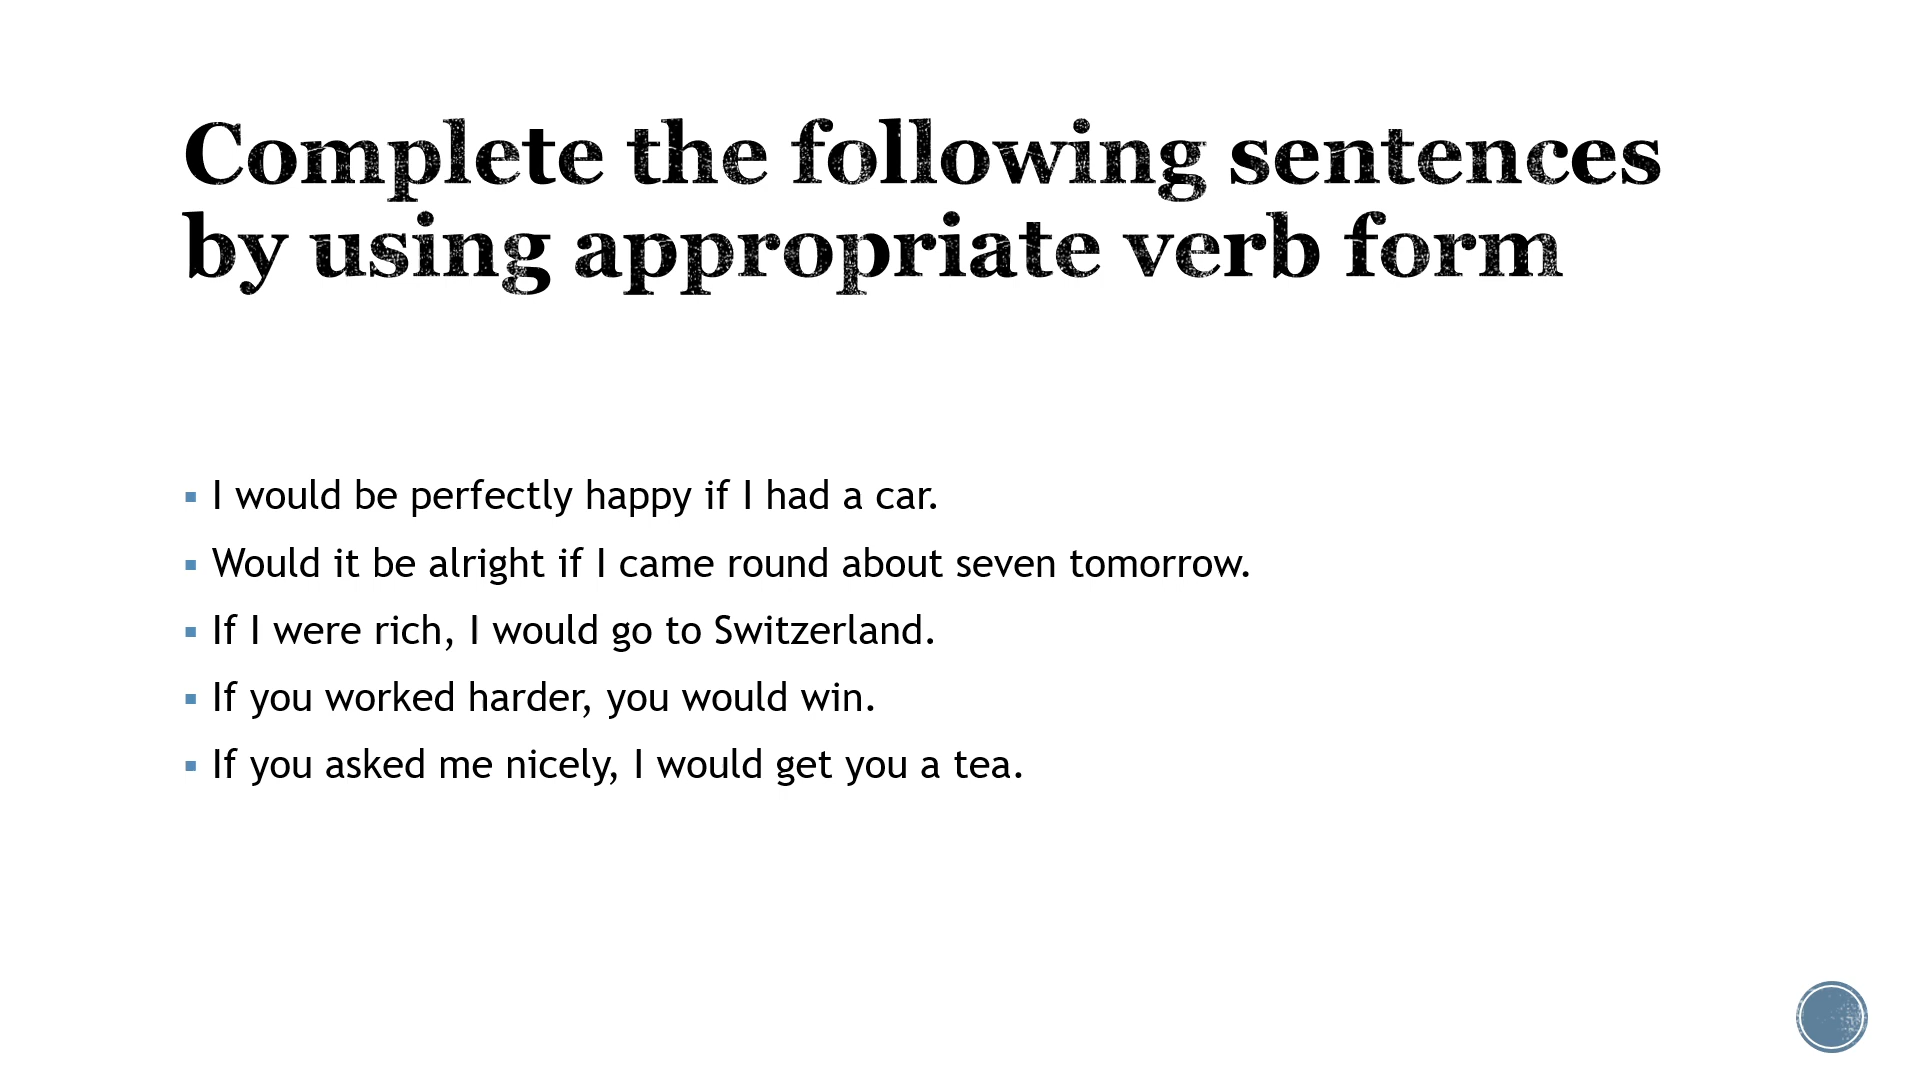 Complete the following sentences
by using appropriate verb form
▪ I would be perfectly happy if I had a car.
▪ Would it be alright if I came round about seven tomorrow.
▪ If I were rich, I would go to Switzerland.
▪ If you worked harder, you would win.
▪ If you asked me nicely, I would get you a tea.